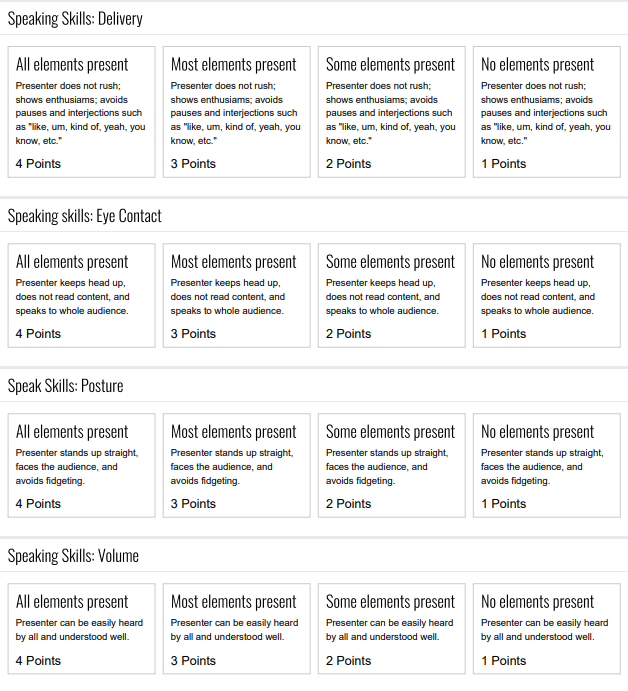 Speaking Skills: Delivery
All elements present
Presenter does not rush;
shows enthusiams; avoids
pauses and interjections such
as "like, um, kind of, yeah, you
know, etc."
4 Points
Most elements present
Presenter does not rush;
shows enthusiams; avoids
pauses and interjections such
as "like, um, kind of, yeah, you
know, etc."
3 Points
Some elements present
Presenter does not rush;
shows enthusiams; avoids
pauses and interjections such
as "like, um, kind of, yeah, you
know, etc."
2 Points
No elements present
Presenter does not rush;
shows enthusiams; avoids
pauses and interjections such
as "like, um, kind of, yeah, you
know, etc."
1 Points
Speaking skills: Eye Contact
All elements present
Presenter keeps head up,
does not read content, and
speaks to whole audience.
4 Points
Most elements present
Presenter keeps head up,
does not read content, and
speaks to whole audience.
3 Points
Some elements present
Presenter keeps head up,
does not read content, and
speaks to whole audience.
2 Points
No elements present
Presenter keeps head up,
does not read content, and
speaks to whole audience.
1 Points
Speak Skills: Posture
All elements present
Presenter stands up straight,
faces the audience, and
avoids fidgeting.
4 Points
Most elements present
Presenter stands up straight,
faces the audience, and
avoids fidgeting.
3 Points
Some elements present
Presenter stands up straight,
faces the audience, and
avoids fidgeting.
2 Points
No elements present
Presenter stands up straight,
faces the audience, and
avoids fidgeting.
1 Points
Speaking Skills: Volume
All elements present
Presenter can be easily heard
by all and understood well.
4 Points
Most elements present
Presenter can be easily heard
by all and understood well.
3 Points
Some elements present
Presenter can be easily heard
by all and understood well.
2 Points
No elements present
Presenter can be easily heard
by all and understood well.
1 Points